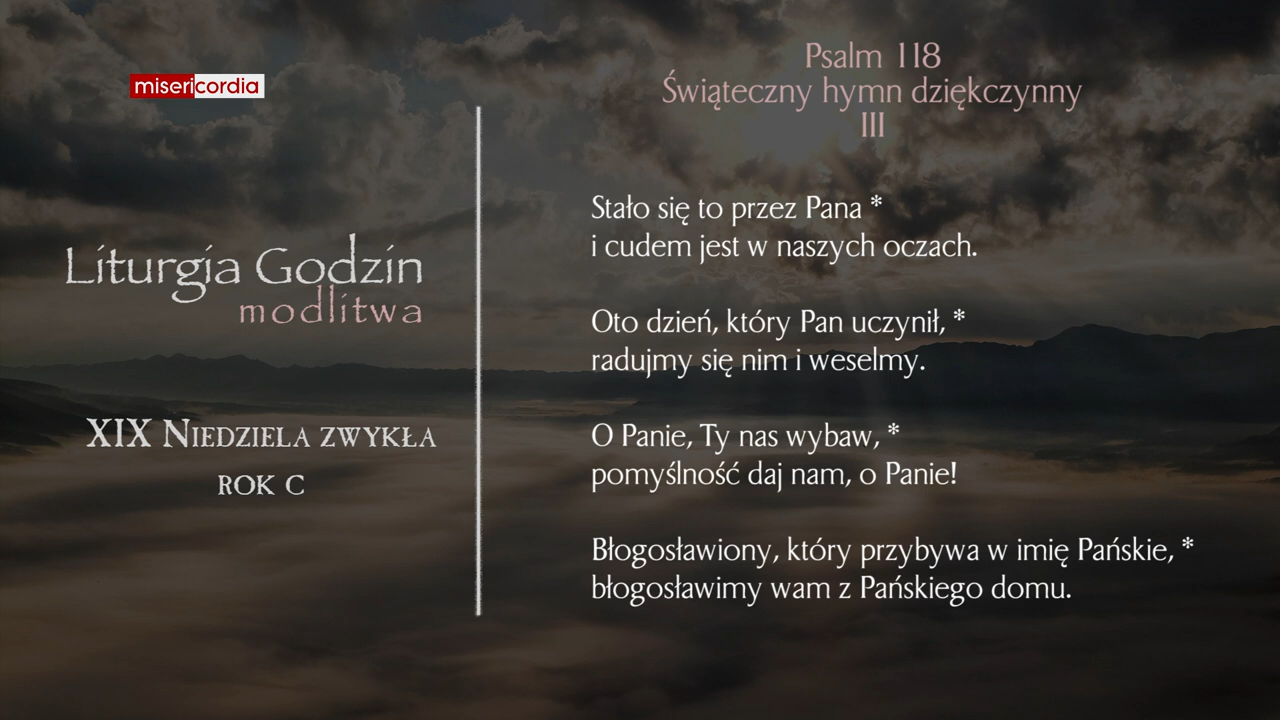 misericordia
Liturgia Godzin
modlitwa
XIX Niedziela zwykła
rok C
Psalm 118
Świąteczny hymn dziękczynny
III
Stało się to przez Pana *
i cudem jest w naszych oczach.
Oto dzień, który Pan uczynił, *
radujmy się nim i weselmy.
O Panie, Ty nas wybaw, *
pomyślność daj nam, o Panie!
Błogosławiony, który przybywa w imię Pańskie, *
błogosławimy wam z Pańskiego domu.